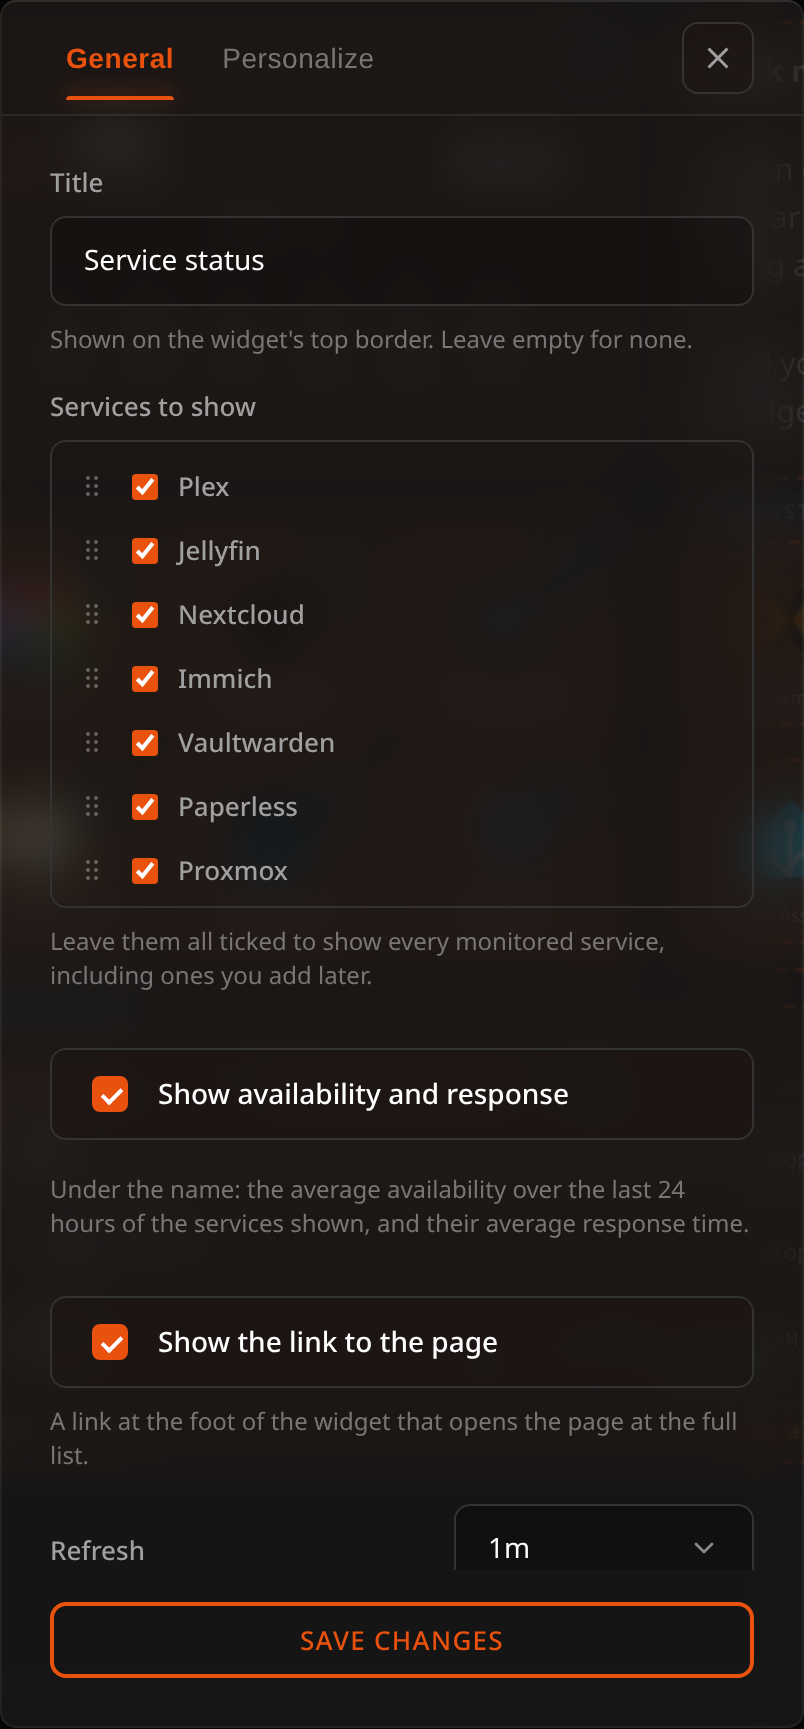 General
Personalize
Title
Service status
Shown on the widget's top border. Leave empty for none.
Services to show
Plex
Jellyfin
Nextcloud
Immich
Vaultwarden
Paperless
Proxmox
Leave them all ticked to show every monitored service,
including ones you add later.
Show availability and response
Under the name: the average availability over the last 24
hours of the services shown, and their average response time.
Show the link to the page
A link at the foot of the widget that opens the page at the full
list.
Refresh
1m
SAVE CHANGES